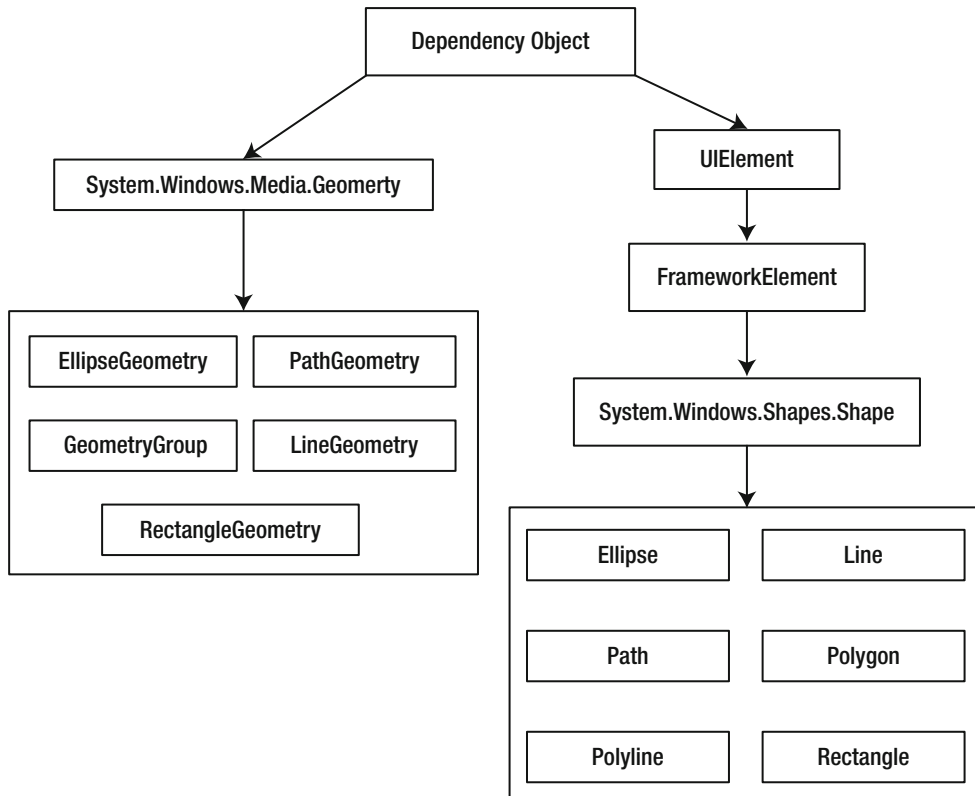 Dependency Object
UIElement
System.Windows.Media.Geomerty
FrameworkElement
EllipseGeometry
PathGeometry
GeometryGroup
LineGeometry
RectangleGeometry
System.Windows.Shapes.Shape
Ellipse
Line
Path
Polygon
Polyline
Rectangle